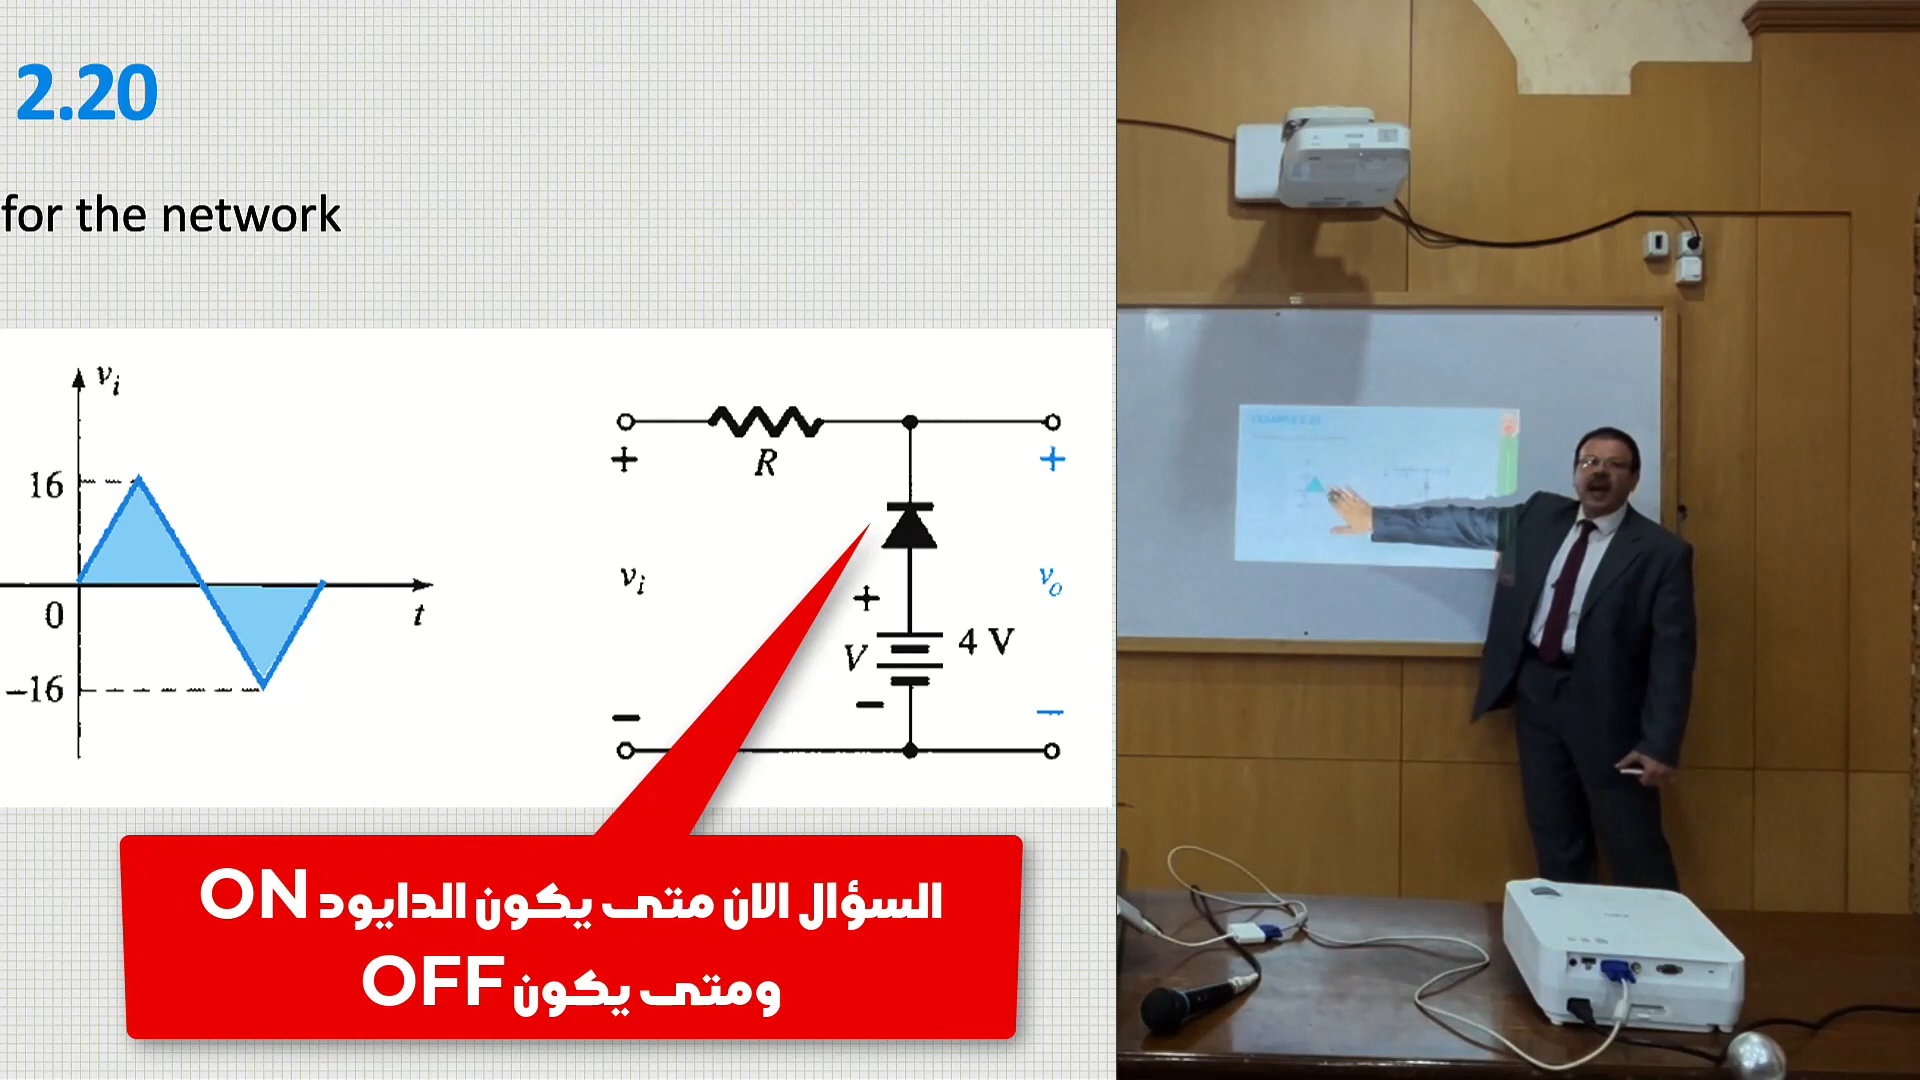 2.20
for the network
vi
16
0
t
-16
+
R
+
vi
+
V
4 V
vo
−
−
−
السؤال الان متى يكون الدايود ON
ومتى يكون OFF